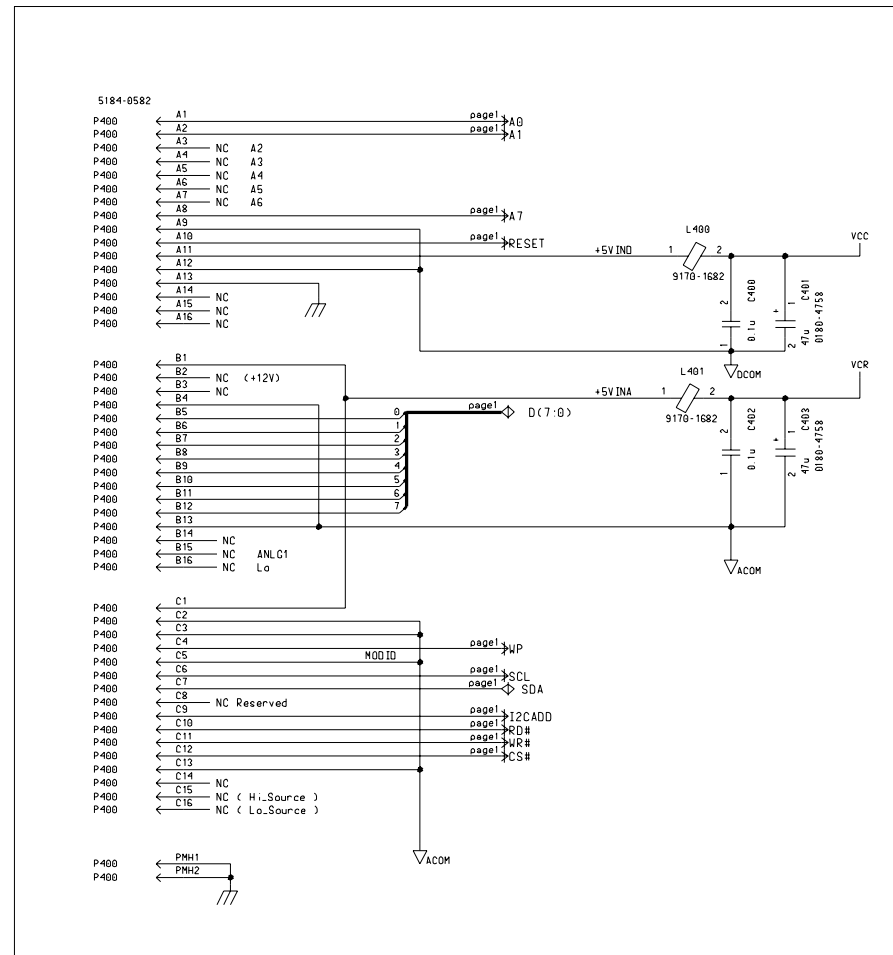 5184-0582
P400 A1 page1 A0
P400 A2 page1 A1
P400 A3 NC A2
P400 A4 NC A3
P400 A5 NC A4
P400 A6 NC A5
P400 A7 NC A6
P400 A8 page1 A7
P400 A9
P400 A10 page1 RESET
P400 A11 +5VIND 1 L400 2 VCC
P400 A12 9170-1682
P400 A13
P400 A14 NC
P400 A15 NC
P400 A16 NC
2 C400 1 C401
1 0.1u + 2 47u 0180-4758
DCOM
P400 B1
P400 B2 NC (+12V)
P400 B3 NC
P400 B4 +5VINA 1 L401 2 VCR
9170-1682
P400 B5 0 page1 D(7:0)
P400 B6 1
P400 B7 2
P400 B8 3
P400 B9 4
P400 B10 5
P400 B11 6
P400 B12 7
P400 B13
P400 B14 NC
P400 B15 NC ANLG1
P400 B16 NC Lo
2 C402 1 C403
1 0.1u + 2 47u 0180-4758
ACOM
P400 C1
P400 C2
P400 C3
P400 C4 page1 WP
P400 C5 MODID
P400 C6 page1 SCL
P400 C7 page1 SDA
P400 C8 NC Reserved
P400 C9 page1 I2CADD
P400 C10 page1 RD#
P400 C11 page1 WR#
P400 C12 page1 CS#
P400 C13
P400 C14 NC
P400 C15 NC ( Hi_Source )
P400 C16 NC ( Lo_Source )
ACOM
P400 PMH1
P400 PMH2